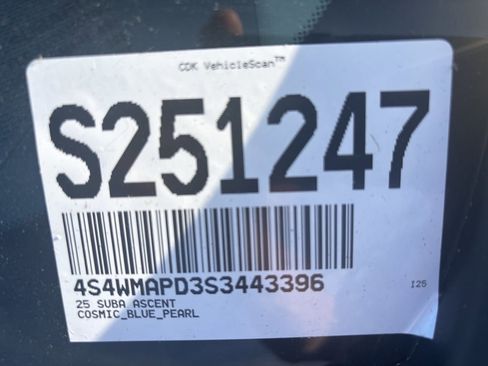 CDK VehicleScan™
S251247
4S4WMAPD3S3443396
I25
25 SUBA ASCENT
COSMIC_BLUE_PEARL